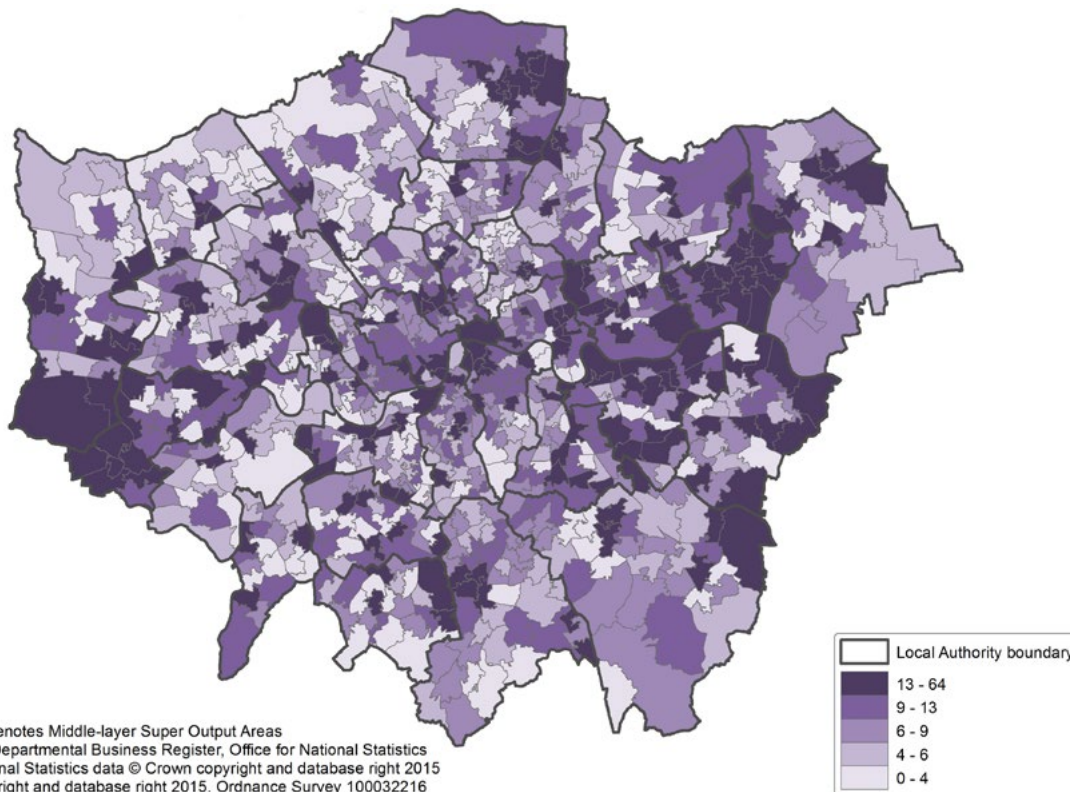 enotes Middle-layer Super Output Areas
Departmental Business Register, Office for National Statistics
nal Statistics data © Crown copyright and database right 2015
right and database right 2015. Ordnance Survey 100032216
Local Authority boundary
13 - 64
9 - 13
6 - 9
4 - 6
0 - 4